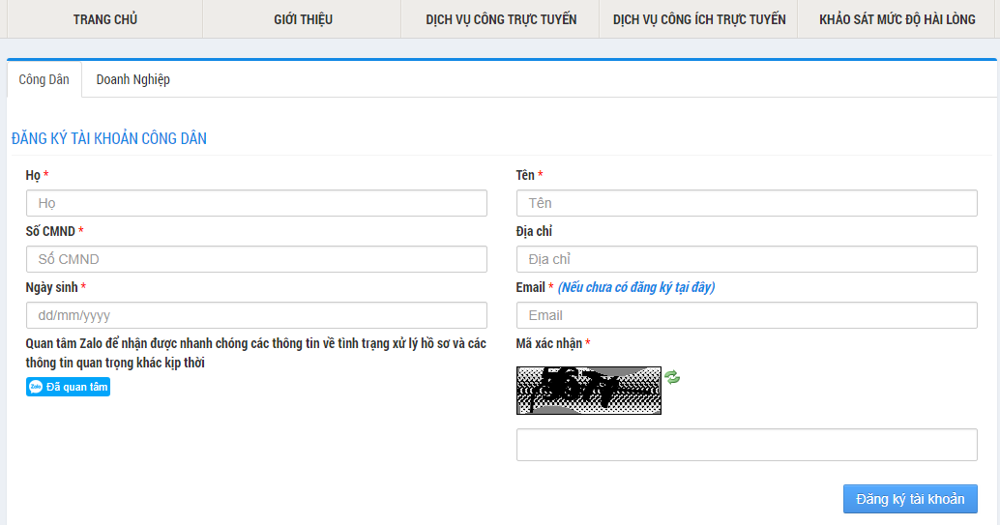 TRANG CHỦ GIỚI THIỆU DỊCH VỤ CÔNG TRỰC TUYẾN DỊCH VỤ CÔNG ÍCH TRỰC TUYẾN KHẢO SÁT MỨC ĐỘ HÀI LÒNG
Công Dân Doanh Nghiệp
ĐĂNG KÝ TÀI KHOẢN CÔNG DÂN
Họ * Tên *
Họ Tên
Số CMND * Địa chỉ
Số CMND Địa chỉ
Ngày sinh * Email * (Nếu chưa có đăng ký tại đây)
dd/mm/yyyy Email
Quan tâm Zalo để nhận được nhanh chóng các thông tin về tình trạng xử lý hồ sơ và các
thông tin quan trọng khác kịp thời
Zalo Đã quan tâm
Mã xác nhận *
Đăng ký tài khoản